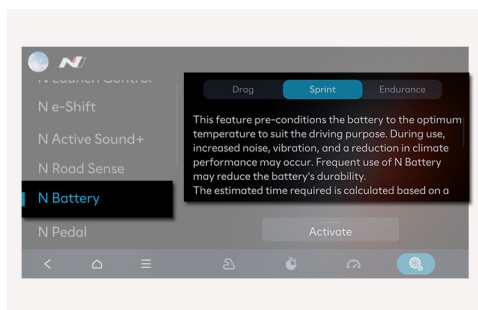 N
N Launch Control
N e-Shift
N Active Sound+
N Road Sense
N Battery
N Pedal
Drag
Sprint
Endurance
This feature pre-conditions the battery to the optimum
temperature to suit the driving purpose. During use,
increased noise, vibration, and a reduction in climate
performance may occur. Frequent use of N Battery
may reduce the battery's durability.
The estimated time required is calculated based on a
Activate